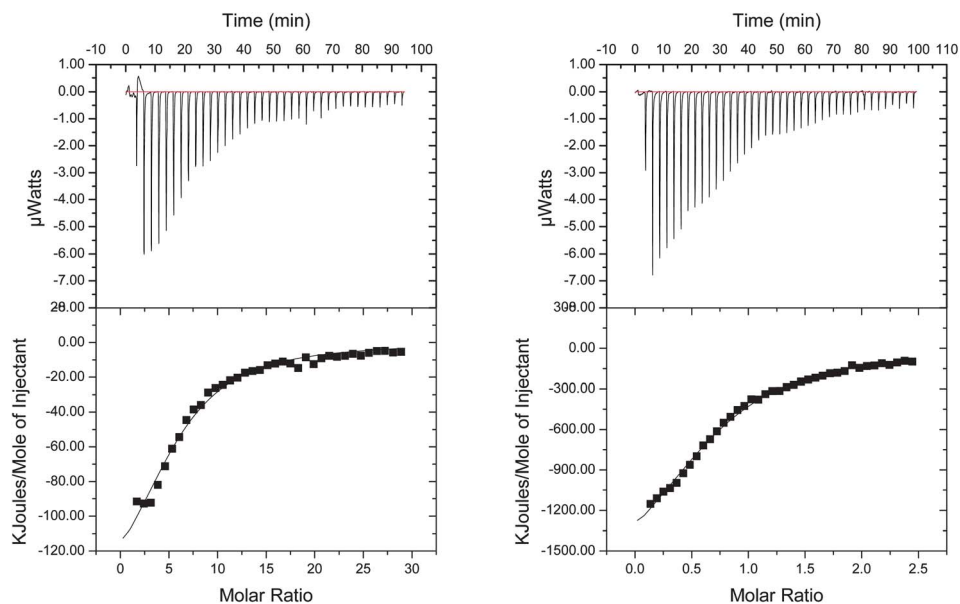 Time (min)
-10 0 10 20 30 40 50 60 70 80 90 100
1.00
0.00
-1.00
-2.00
-3.00
-4.00
-5.00
-6.00
-7.00
-8.00
µWatts
0.00
-20.00
-40.00
-60.00
-80.00
-100.00
-120.00
KJoules/Mole of Injectant
0 5 10 15 20 25 30
Molar Ratio
Time (min)
-10 0 10 20 30 40 50 60 70 80 90 100 110
1.00
0.00
-1.00
-2.00
-3.00
-4.00
-5.00
-6.00
-7.00
µWatts
0.00
-300.00
-600.00
-900.00
-1200.00
-1500.00
KJoules/Mole of Injectant
0.0 0.5 1.0 1.5 2.0 2.5
Molar Ratio